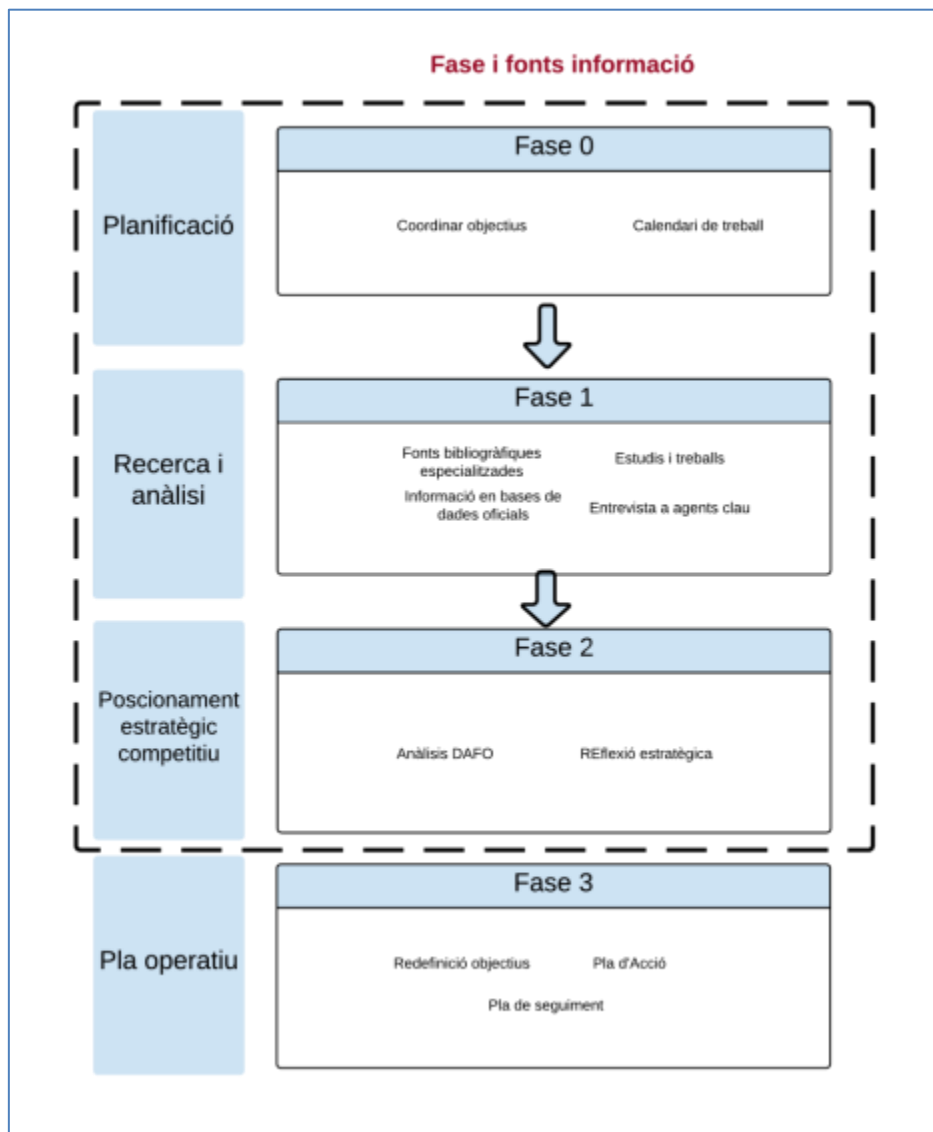 Fase i fonts informació
Planificació
Fase 0
Coordinar objectius
Calendari de treball
Recerca i
anàlisi
Fase 1
Fonts bibliogràfiques
especialitzades
Estudis i treballs
Informació en bases de
dades oficials
Entrevista a agents clau
Poscionament
estratègic
competitiu
Fase 2
Anàlisis DAFO
REflexió estratègica
Pla operatiu
Fase 3
Redefinició objectius
Pla d'Acció
Pla de seguiment